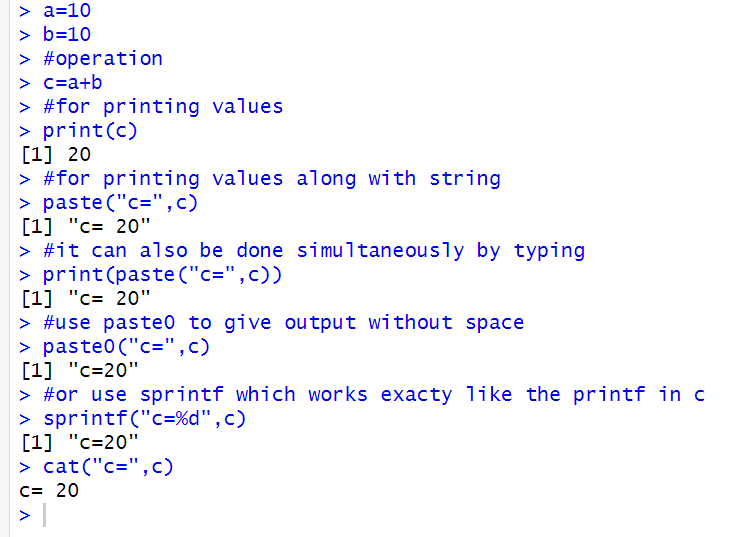 > a=10
> b=10
> #operation
> c=a+b
> #for printing values
> print(c)
[1] 20
> #for printing values along with string
> paste("c=",c)
[1] "c= 20"
> #it can also be done simultaneously by typing
> print(paste("c=",c))
[1] "c= 20"
> #use paste0 to give output without space
> paste0("c=",c)
[1] "c=20"
> #or use sprintf which works exacty like the printf in c
> sprintf("c=%d",c)
[1] "c=20"
> cat("c=",c)
c= 20
>